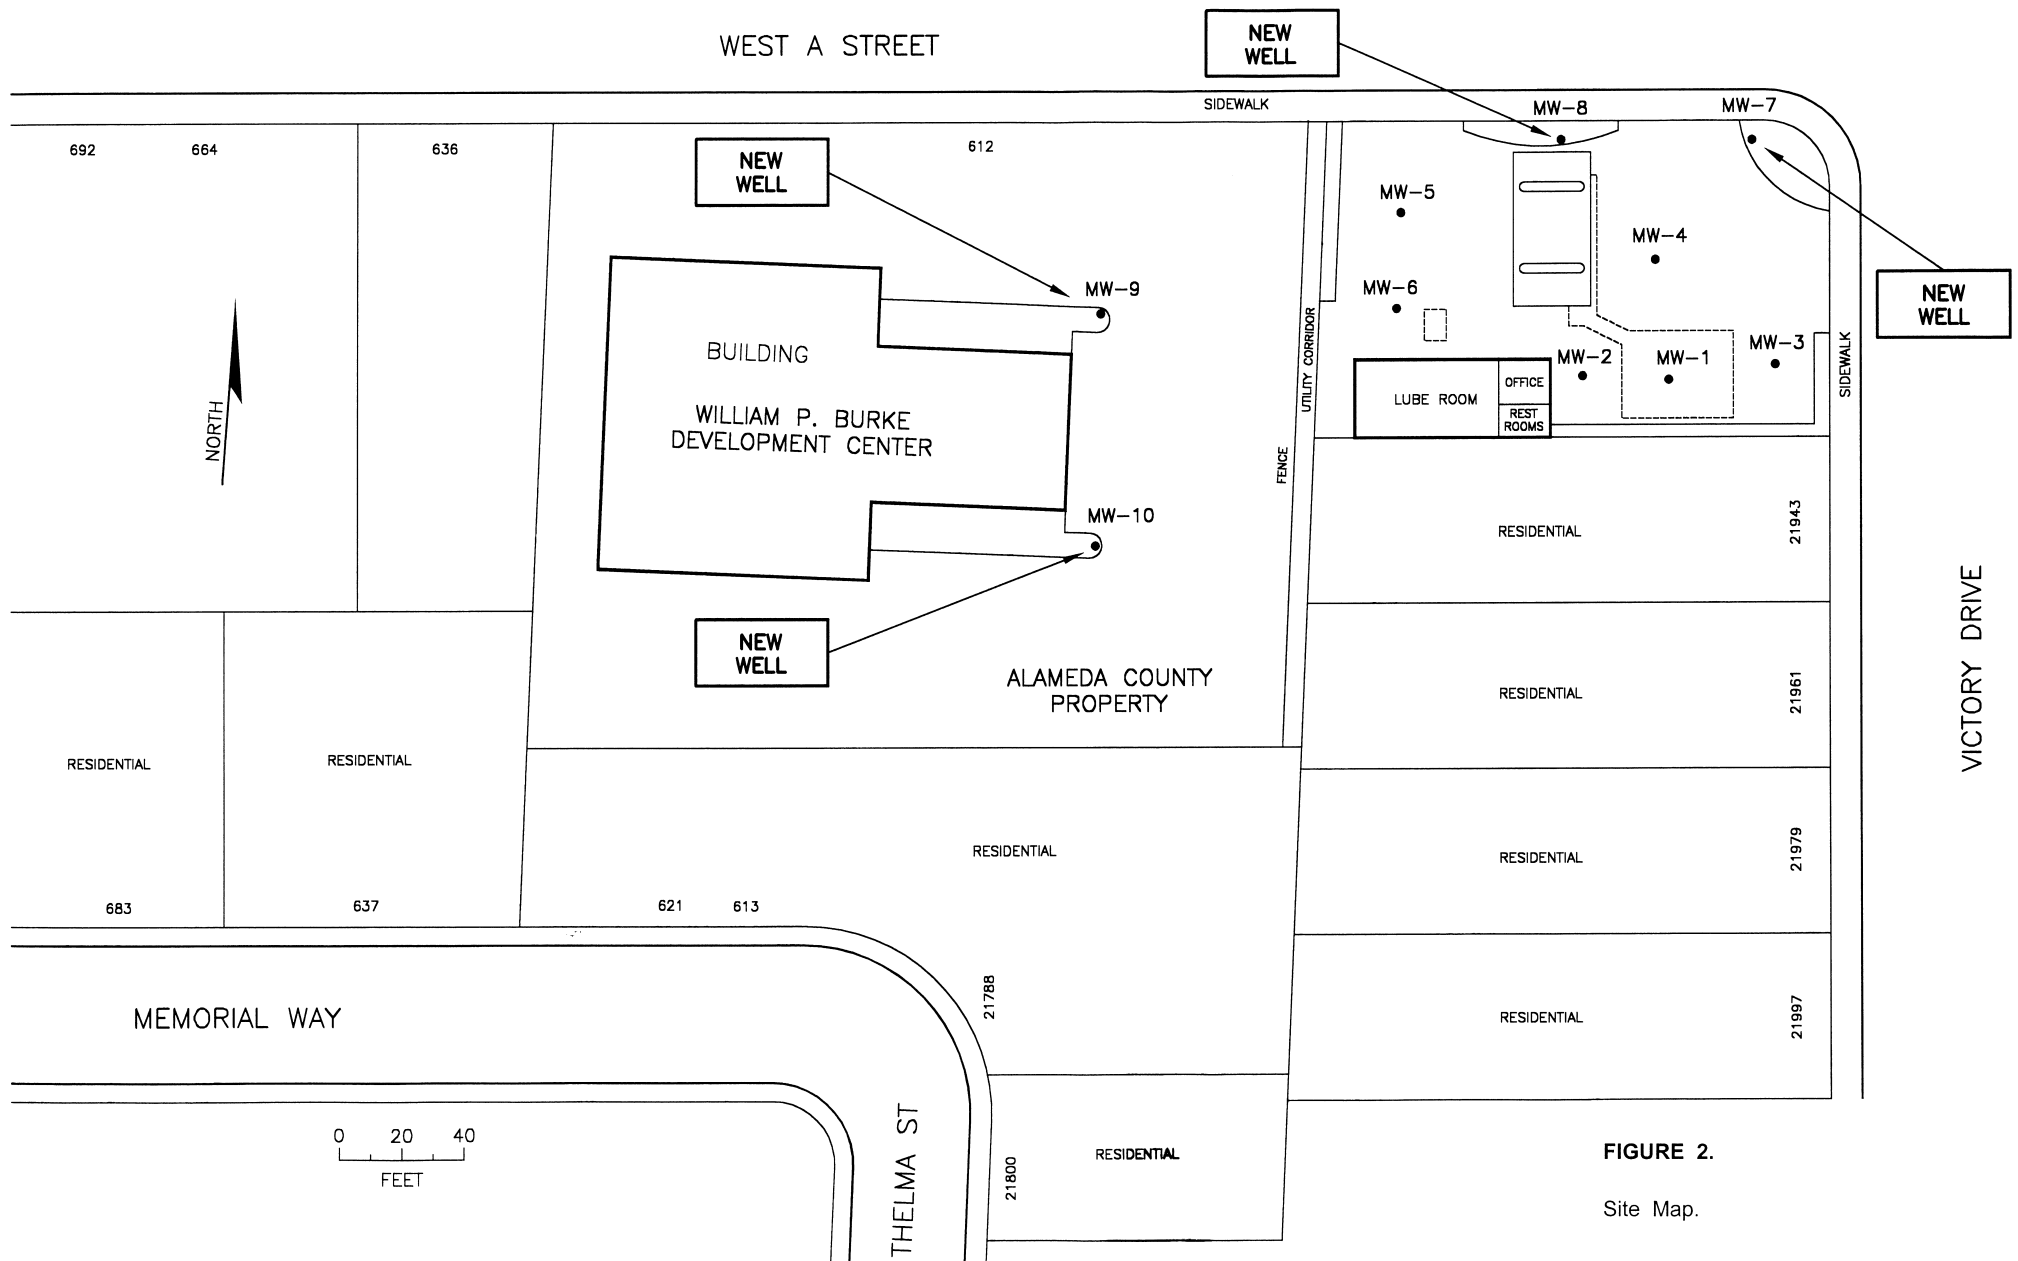 WEST A STREET
NEW
WELL
SIDEWALK
MW-8
MW-7
692
664
636
612
NEW
WELL
MW-5
MW-4
MW-9
MW-6
NEW
WELL
NORTH
BUILDING
WILLIAM P. BURKE
DEVELOPMENT CENTER
UTILITY CORRIDOR
FENCE
LUBE ROOM
OFFICE
REST
ROOMS
MW-2
MW-1
MW-3
SIDEWALK
MW-10
RESIDENTIAL
21943
NEW
WELL
ALAMEDA COUNTY
PROPERTY
RESIDENTIAL
21961
VICTORY DRIVE
RESIDENTIAL
RESIDENTIAL
RESIDENTIAL
RESIDENTIAL
21979
683
637
621
613
21788
RESIDENTIAL
21997
MEMORIAL WAY
0 20 40
FEET
THELMA ST
21800
RESIDENTIAL
FIGURE 2.
Site Map.